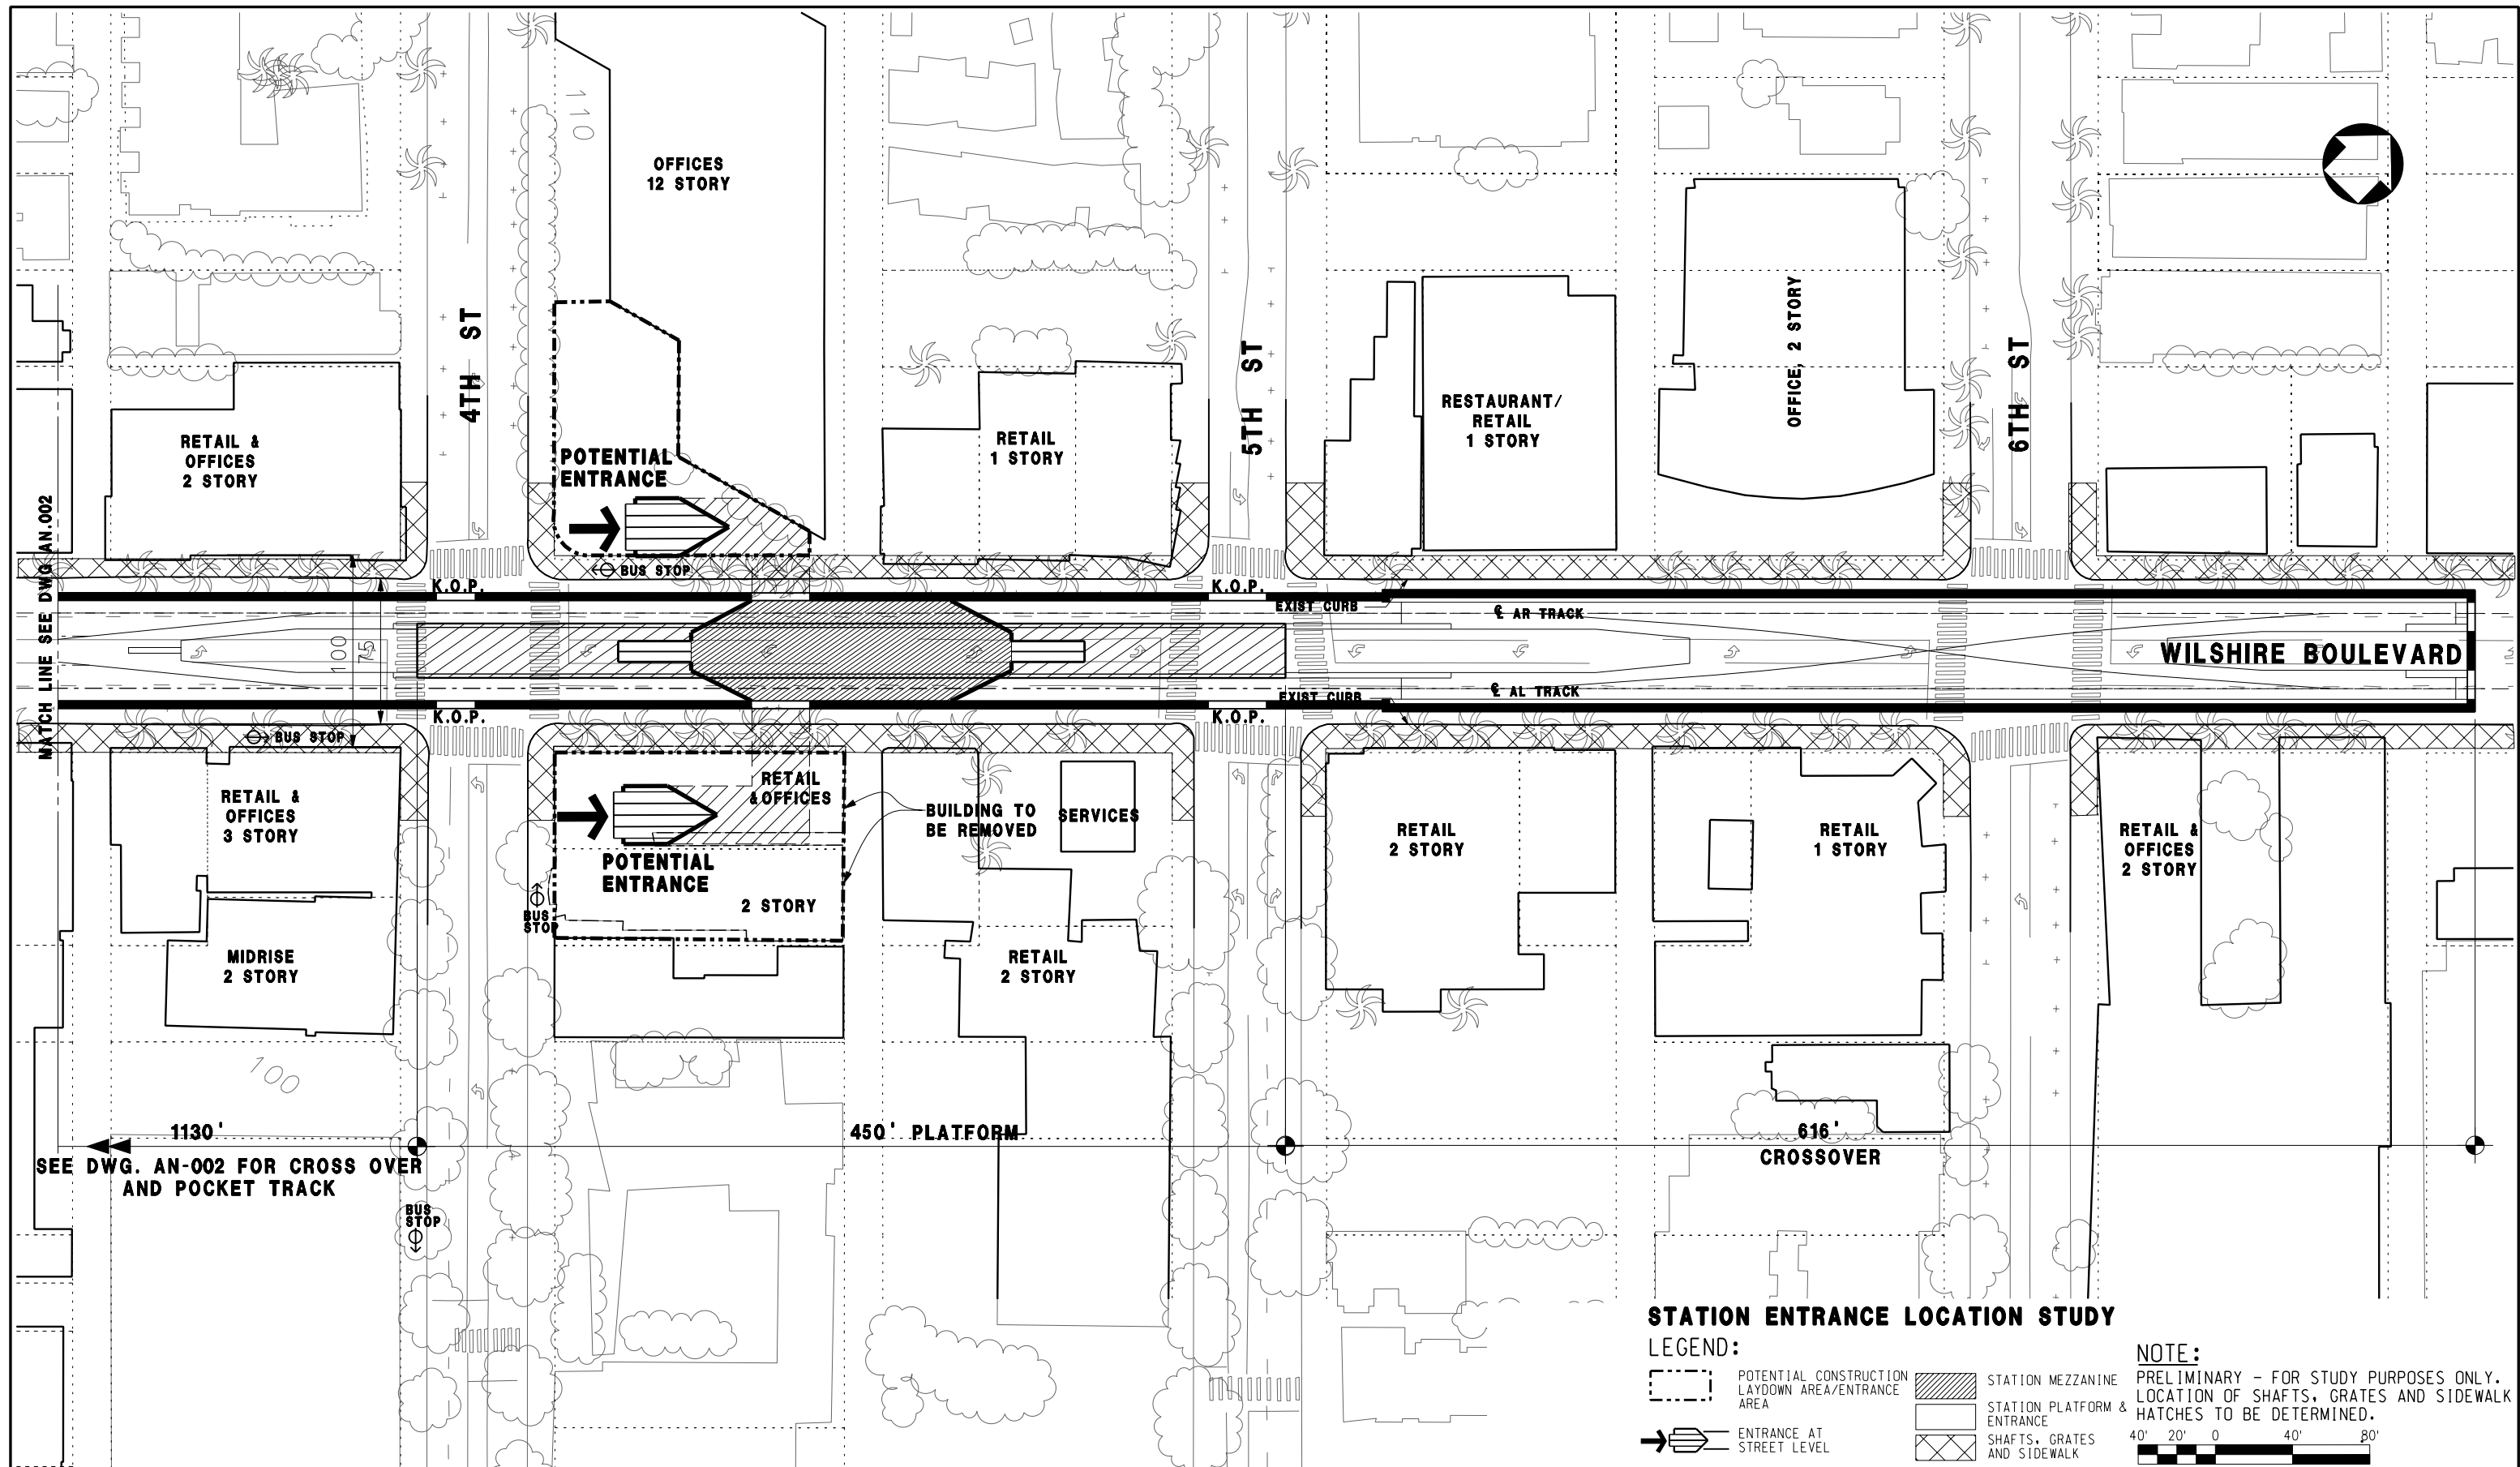 110
OFFICES
12 STORY
4TH ST
5TH ST
6TH ST
OFFICE, 2 STORY
RETAIL &
OFFICES
2 STORY
POTENTIAL
ENTRANCE
RETAIL
1 STORY
RESTAURANT/
RETAIL
1 STORY
MATCH LINE SEE DWG AN.002
BUS STOP
K.O.P.
K.O.P.
EXIST CURB
℄ AR TRACK
100
75
WILSHIRE BOULEVARD
EXIST CURB
℄ AL TRACK
K.O.P.
K.O.P.
BUS STOP
RETAIL &
OFFICES
3 STORY
RETAIL
&OFFICES
BUILDING TO
BE REMOVED
SERVICES
RETAIL
2 STORY
RETAIL
1 STORY
RETAIL &
OFFICES
2 STORY
POTENTIAL
ENTRANCE
2 STORY
BUS
STOP
MIDRISE
2 STORY
RETAIL
2 STORY
100
1130'
450' PLATFORM
616'
CROSSOVER
SEE DWG. AN-002 FOR CROSS OVER
AND POCKET TRACK
BUS
STOP
STATION ENTRANCE LOCATION STUDY
LEGEND:
POTENTIAL CONSTRUCTION
LAYDOWN AREA/ENTRANCE
AREA
ENTRANCE AT
STREET LEVEL
STATION MEZZANINE
STATION PLATFORM &
ENTRANCE
SHAFTS, GRATES
AND SIDEWALK
NOTE:
PRELIMINARY - FOR STUDY PURPOSES ONLY.
LOCATION OF SHAFTS, GRATES AND SIDEWALK
HATCHES TO BE DETERMINED.
40' 20' 0 40' 80'